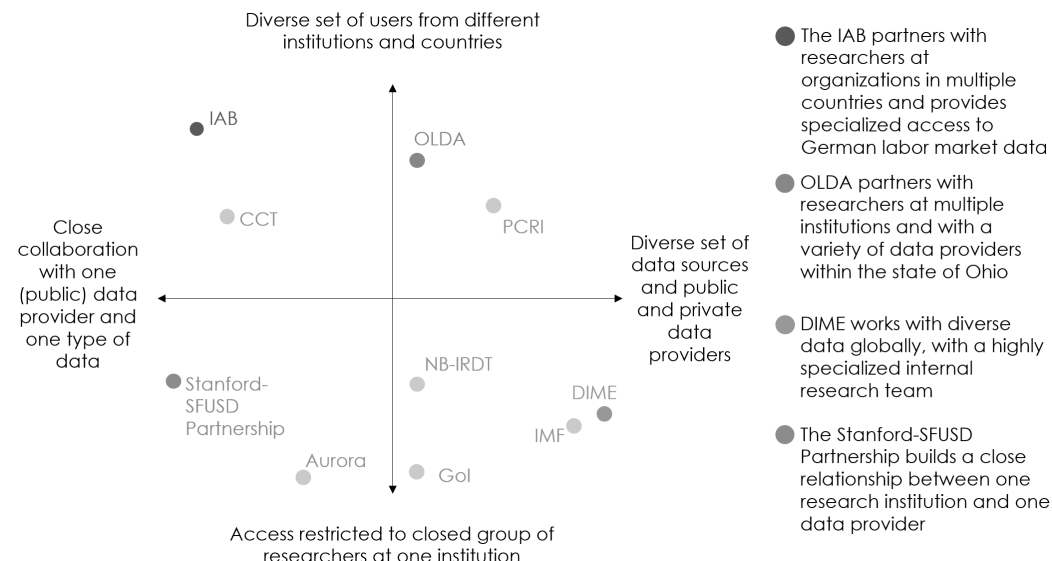 Diverse set of users from different
institutions and countries
IAB
OLDA
CCT
PCRI
Close
collaboration
with one
(public) data
provider and
one type of
data
Diverse set of
data sources
and public
and private
data
providers
NB-IRDT
Stanford-
SFUSD
Partnership
DIME
IMF
Aurora
GoI
Access restricted to closed group of
researchers at one institution
The IAB partners with
researchers at
organizations in multiple
countries and provides
specialized access to
German labor market data
OLDA partners with
researchers at multiple
institutions and with a
variety of data providers
within the state of Ohio
DIME works with diverse
data globally, with a highly
specialized internal
research team
The Stanford-SFUSD
Partnership builds a close
relationship between one
research institution and one
data provider